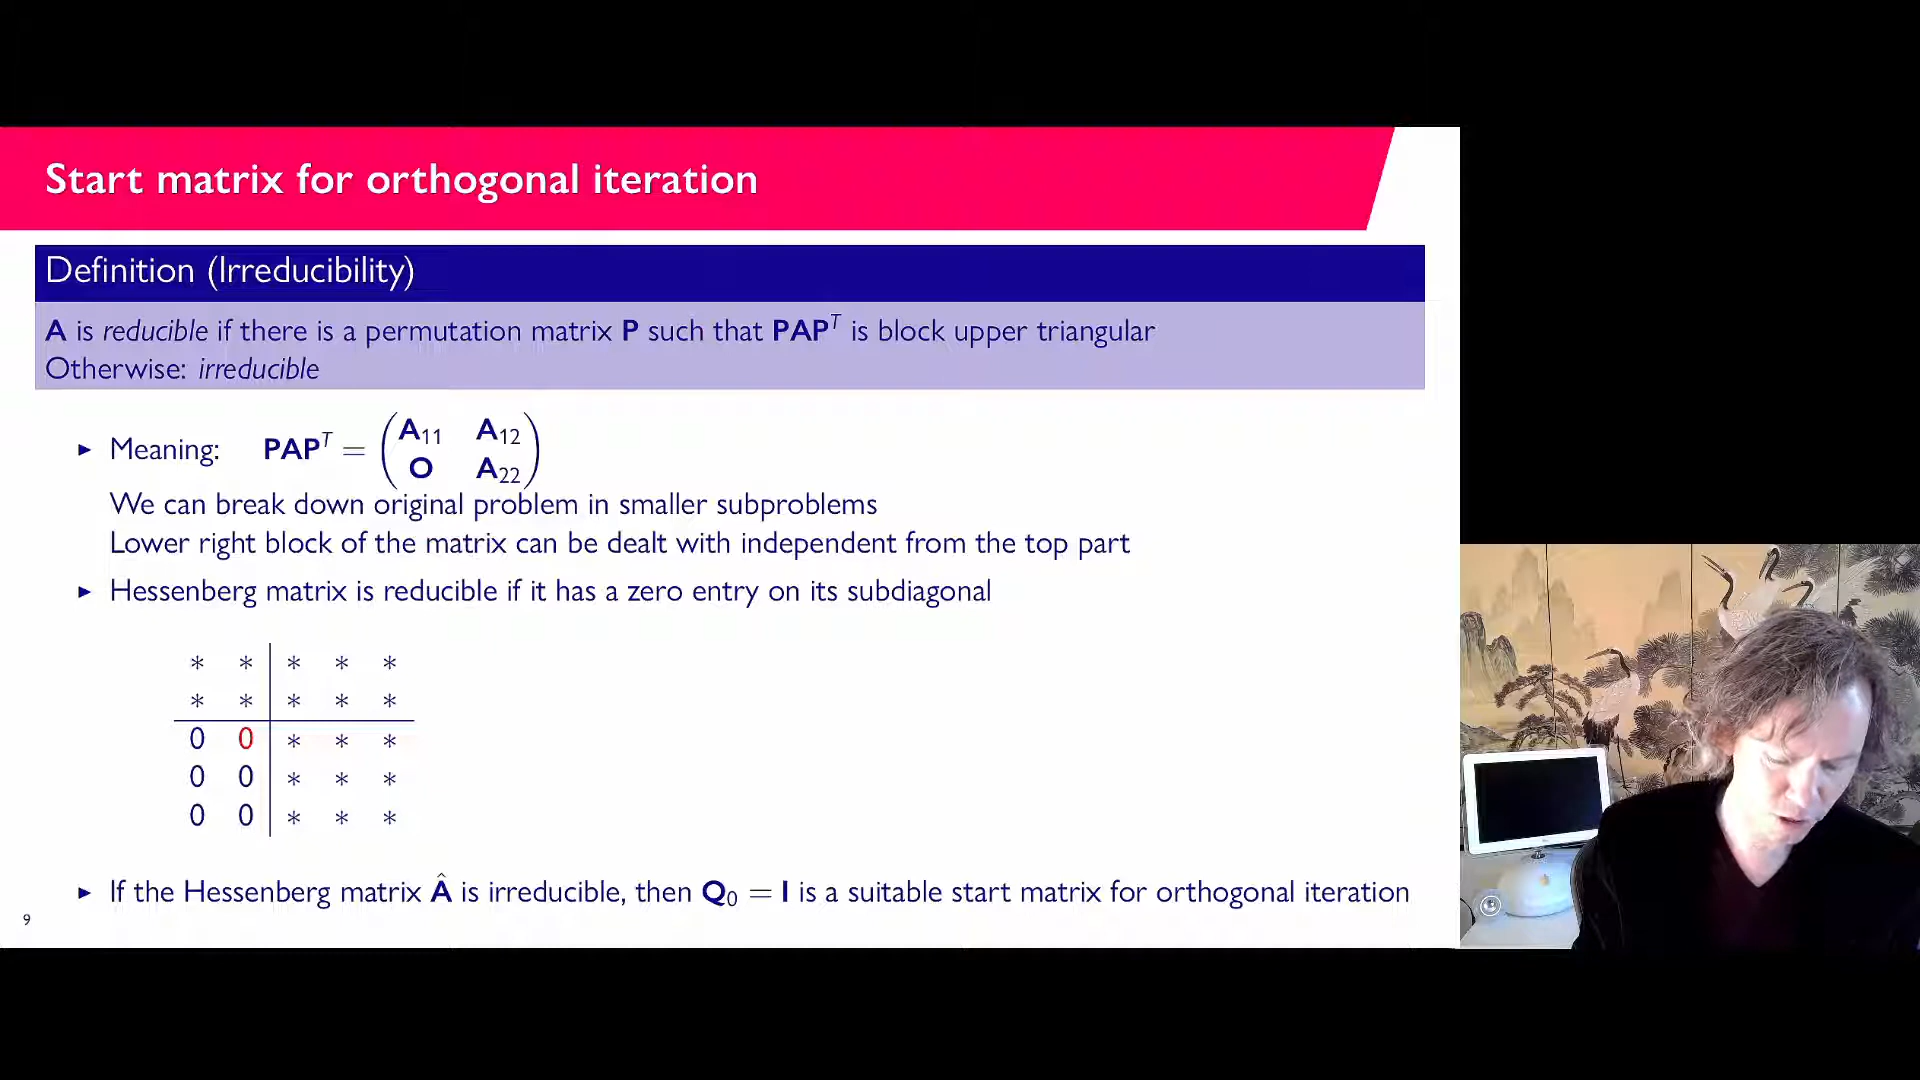 Start matrix for orthogonal iteration
Definition (Irreducibility)
A is reducible if there is a permutation matrix P such that PAP^T is block upper triangular
Otherwise: irreducible
▸ Meaning: PAP^T = ( A₁₁ A₁₂
O A₂₂ )
We can break down original problem in smaller subproblems
Lower right block of the matrix can be dealt with independent from the top part
▸ Hessenberg matrix is reducible if it has a zero entry on its subdiagonal
* * | * * *
* * | * * *
0 0 | * * *
0 0 | * * *
0 0 | * * *
▸ If the Hessenberg matrix Â is irreducible, then Q₀ = I is a suitable start matrix for orthogonal iteration
9